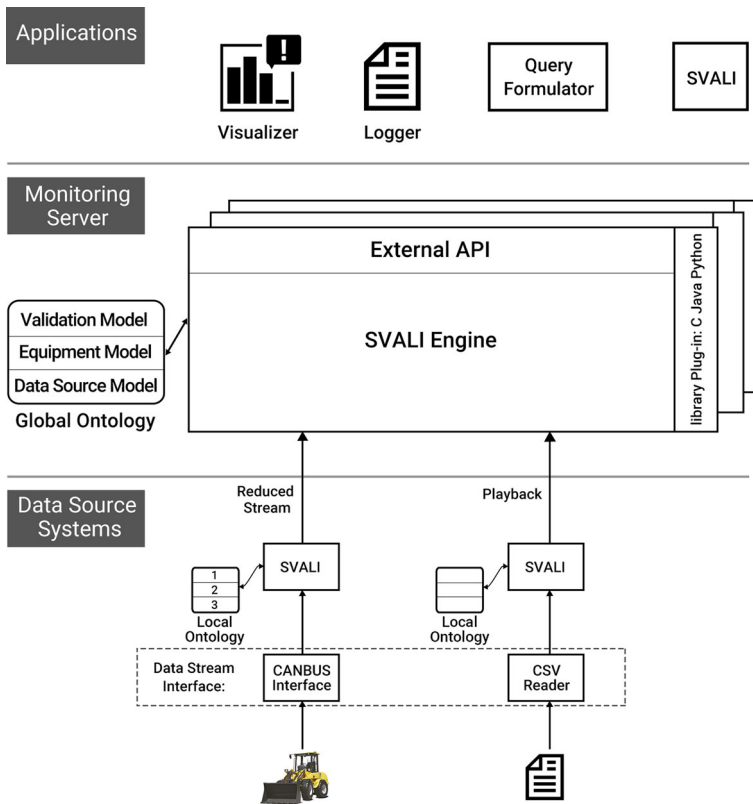 Applications
!
Visualizer
Logger
Query
Formulator
SVALI
Monitoring
Server
External API
SVALI Engine
library Plug-in: C Java Python
Validation Model
Equipment Model
Data Source Model
Global Ontology
Data Source
Systems
Reduced
Stream
Playback
SVALI
SVALI
1
2
3
Local
Ontology
Local
Ontology
Data Stream
Interface:
CANBUS
Interface
CSV
Reader